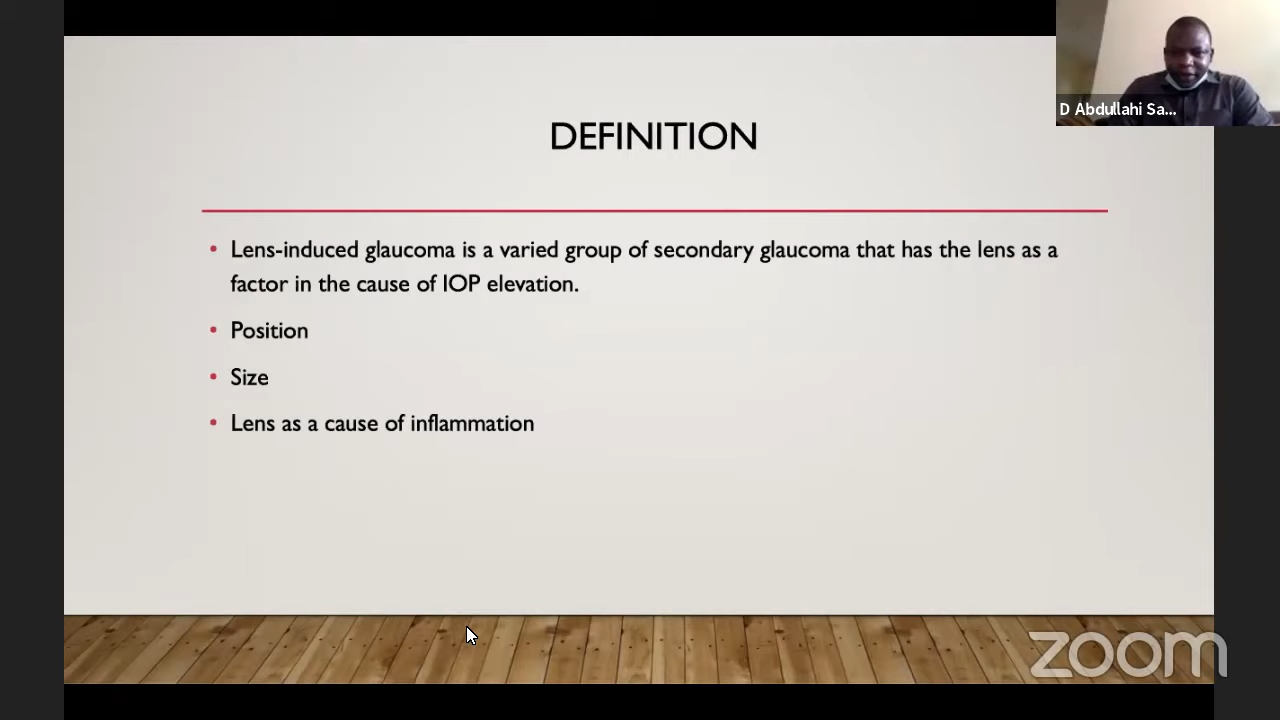 D Abdullahi Sa...
DEFINITION
• Lens-induced glaucoma is a varied group of secondary glaucoma that has the lens as a
factor in the cause of IOP elevation.
• Position
• Size
• Lens as a cause of inflammation
zoom